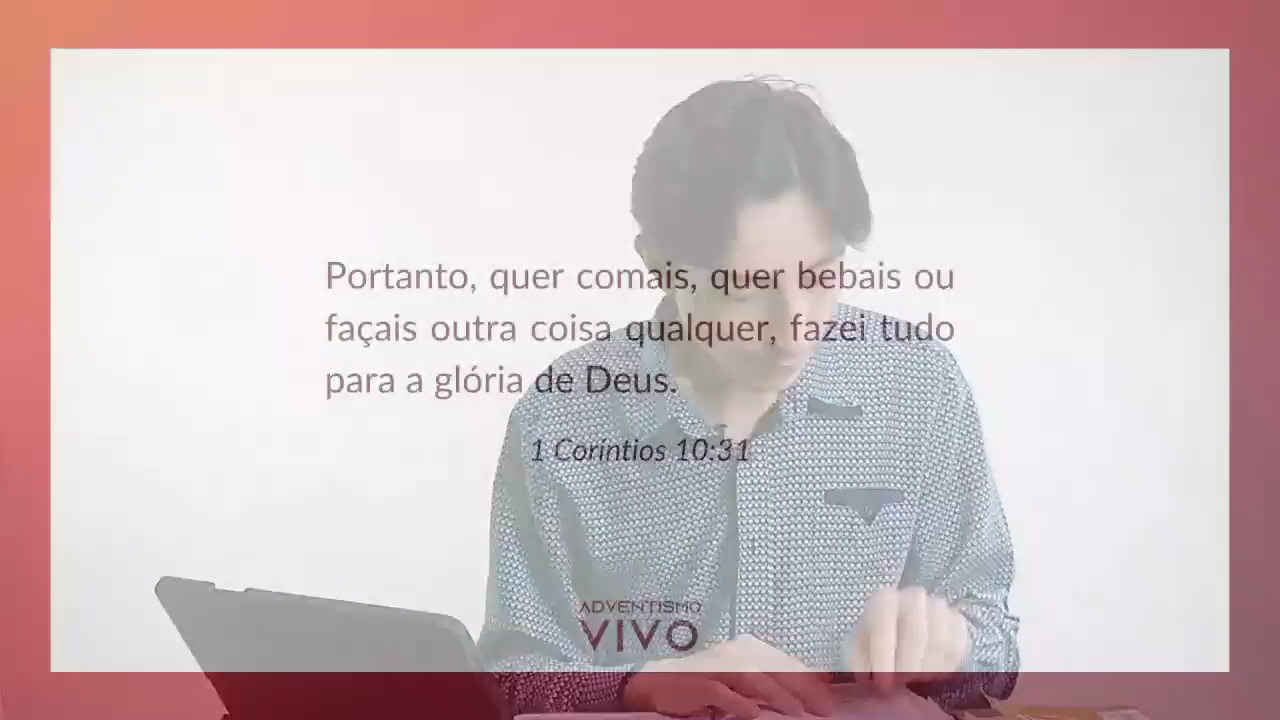 Portanto, quer comais, quer bebais ou
façais outra coisa qualquer, fazei tudo
para a glória de Deus.
1 Coríntios 10:31
ADVENTISMO
VIVO